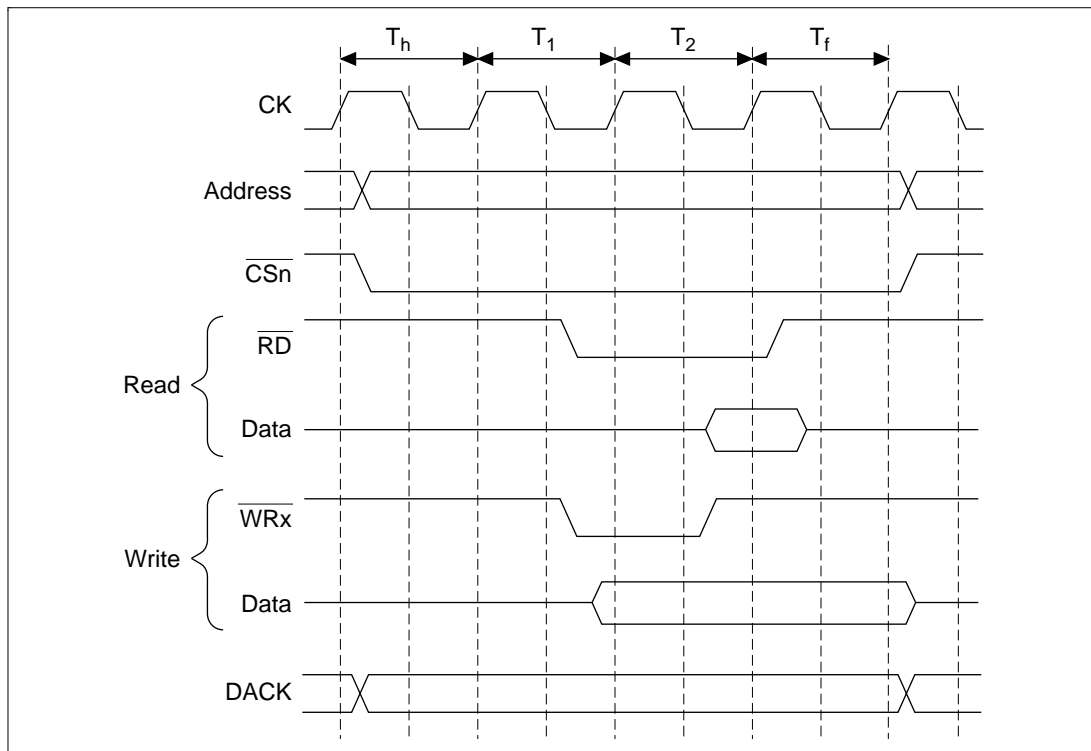 Th T1 T2 Tf
CK
Address
CSn
RD
Read
Data
WRx
Write
Data
DACK